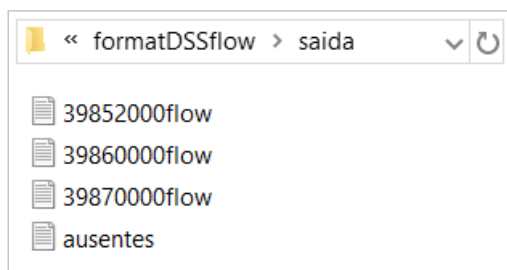 « formatDSSflow > saida
39852000flow
39860000flow
39870000flow
ausentes